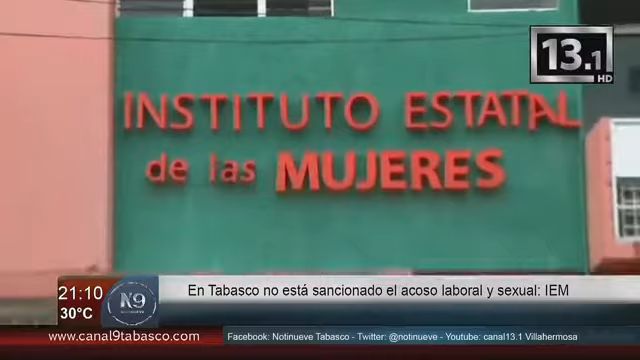 13.1
HD
INSTITUTO ESTATAL
de las MUJERES
21:10
30°C
N9
En Tabasco no está sancionado el acoso laboral y sexual: IEM
www.canal9tabasco.com
Facebook: Notinueve Tabasco - Twitter: @notinueve - Youtube: canal13.1 Villahermosa